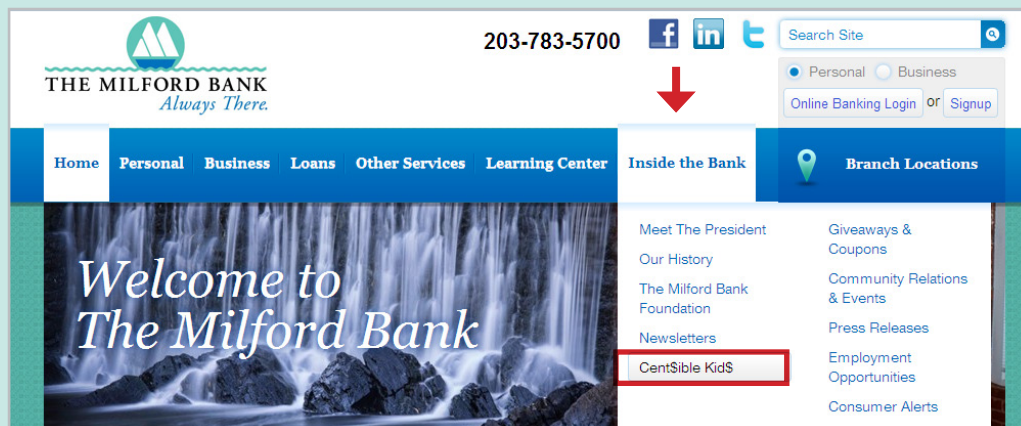 203-783-5700
Search Site
THE MILFORD BANK
Always There.
Personal Business
Online Banking Login or Signup
Home Personal Business Loans Other Services Learning Center Inside the Bank Branch Locations
Welcome to
The Milford Bank
Meet The President
Our History
The Milford Bank
Foundation
Newsletters
Cent$ible Kid$
Giveaways &
Coupons
Community Relations
& Events
Press Releases
Employment
Opportunities
Consumer Alerts